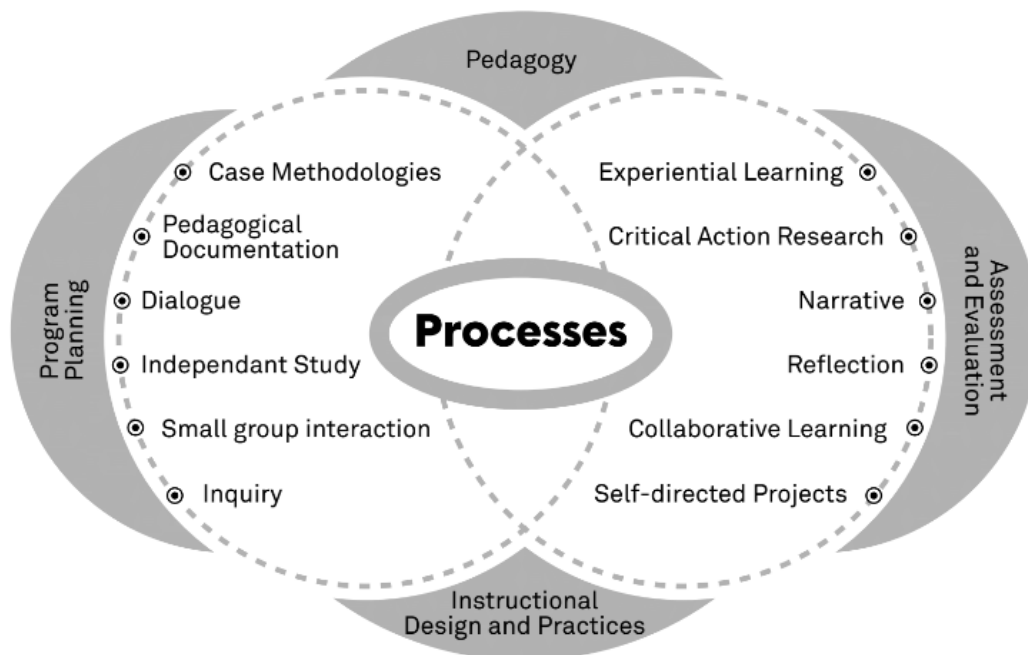 Pedagogy
Program
Planning
Case Methodologies
Pedagogical
Documentation
Dialogue
Independant Study
Small group interaction
Inquiry
Processes
Experiential Learning
Critical Action Research
Narrative
Reflection
Collaborative Learning
Self-directed Projects
Assessment
and Evaluation
Instructional
Design and Practices